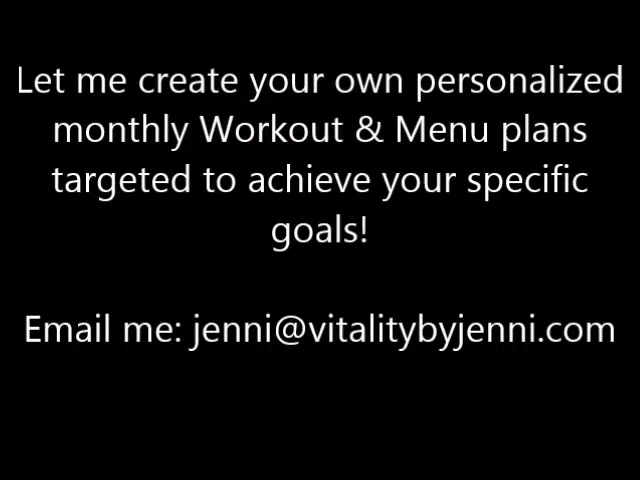 Let me create your own personalized
monthly Workout & Menu plans
targeted to achieve your specific
goals!
Email me: jenni@vitalitybyjenni.com